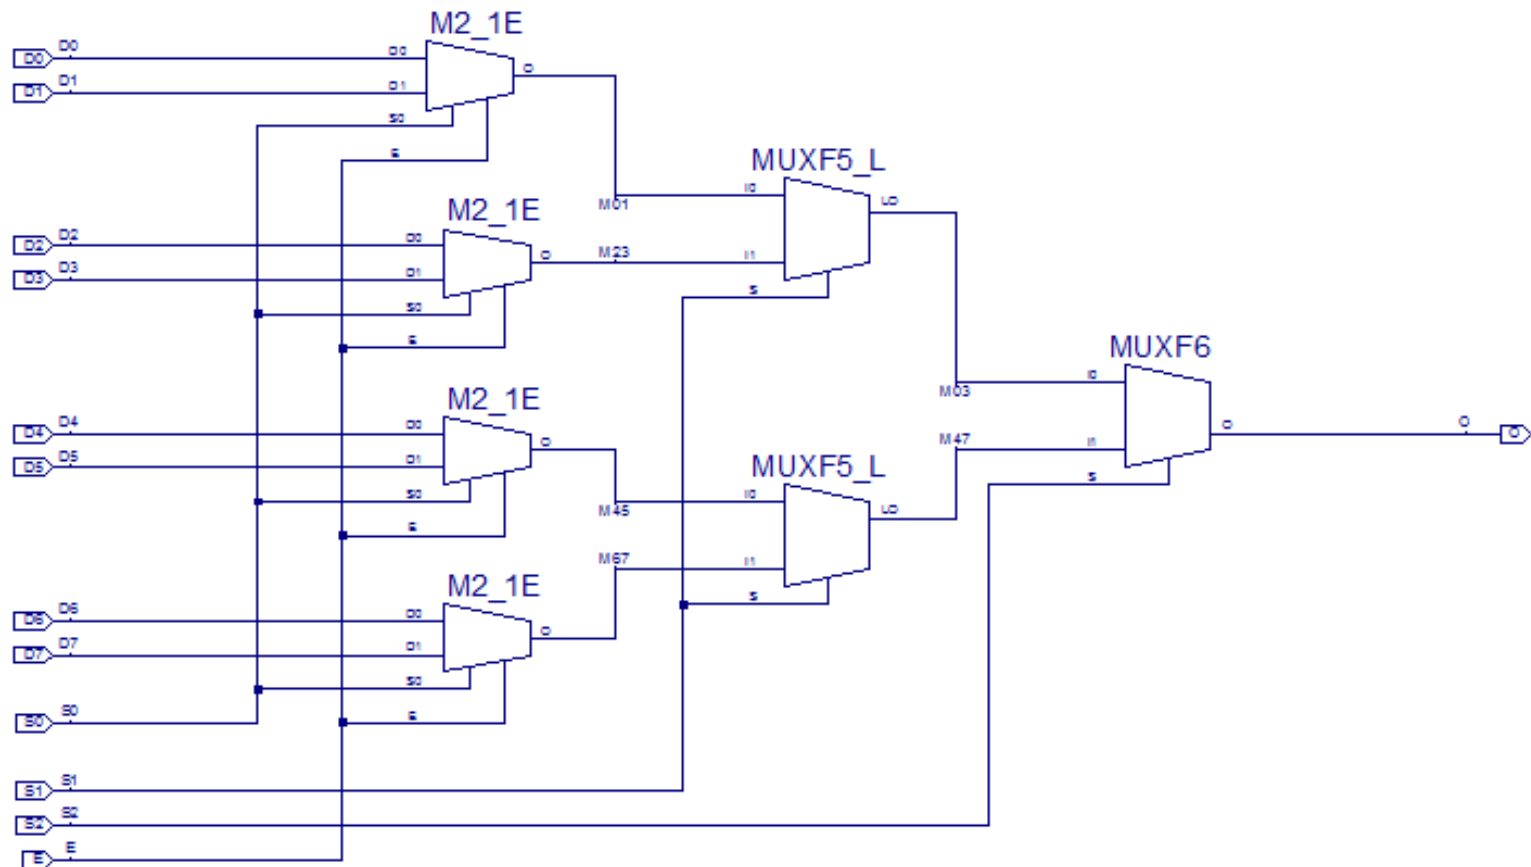 M2_1E
D0 D0 D0 O
D1 D1 D1
S0
E
MUXF5_L
M01 I0 LO
M2_1E
D2 D2 D0 O M23 I1
D3 D3 D1
S0 S
E
MUXF6
M03 I0
M2_1E
D4 D4 D0 O M47 I1 O O O
D5 D5 D1 MUXF5_L
S0 M45 I0 LO S
E
M67 I1
M2_1E
S
D6 D6 D0 O
D7 D7 D1
S0
S0 S0 E
S1 S1
S2 S2
E E